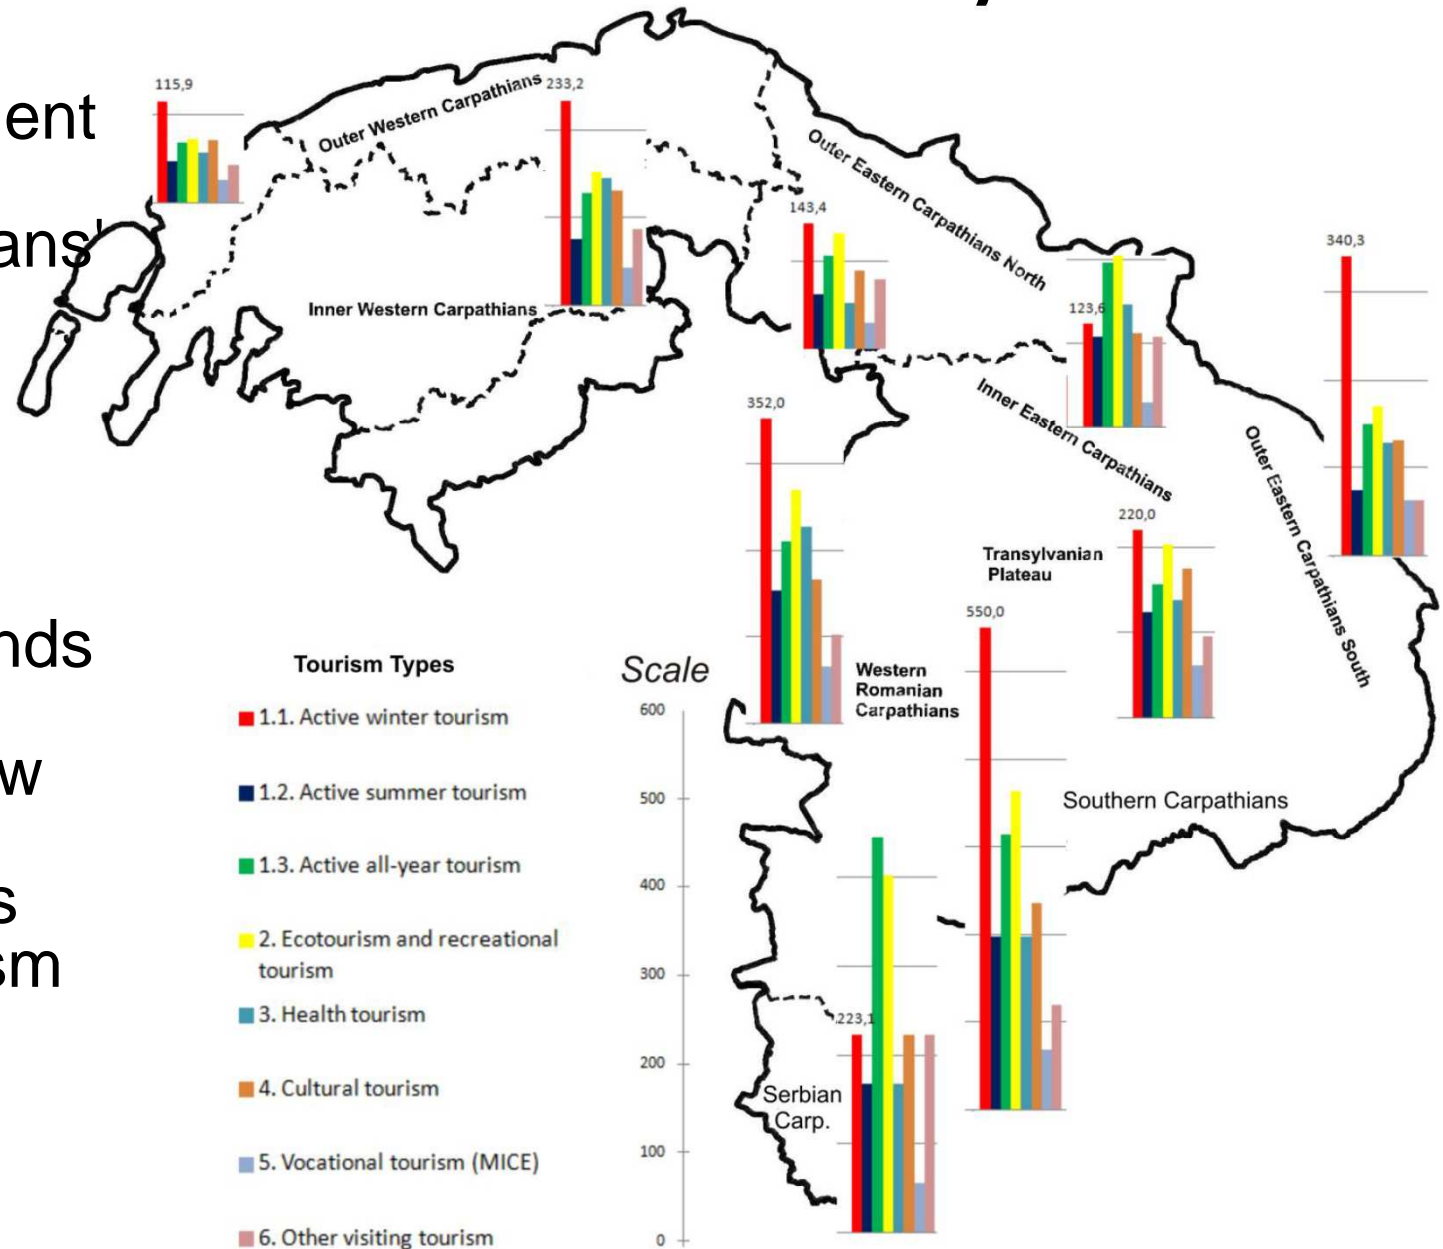 ent
ans'
nds
w
s
sm
115,9
Outer Western Carpathians
233,2
Outer Eastern Carpathians North
143,4
340,3
Inner Western Carpathians
123,6
352,0
Inner Eastern Carpathians
Outer Eastern Carpathians South
220,0
Transylvanian
Plateau
550,0
Western
Romanian
Carpathians
Southern Carpathians
223,1
Serbian
Carp.
Tourism Types
1.1. Active winter tourism
1.2. Active summer tourism
1.3. Active all-year tourism
2. Ecotourism and recreational
tourism
3. Health tourism
4. Cultural tourism
5. Vocational tourism (MICE)
6. Other visiting tourism
Scale
600
500
400
300
200
100
0